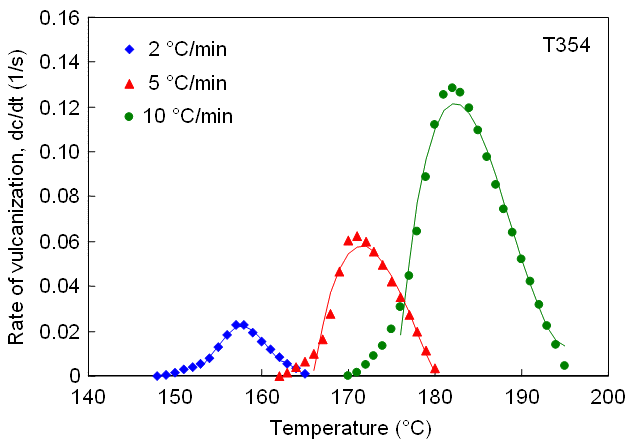 0.16
0.14
0.12
0.10
0.08
0.06
0.04
0.02
0
Rate of vulcanization, dc/dt (1/s)
T354
2 °C/min
5 °C/min
10 °C/min
140 150 160 170 180 190 200
Temperature (°C)